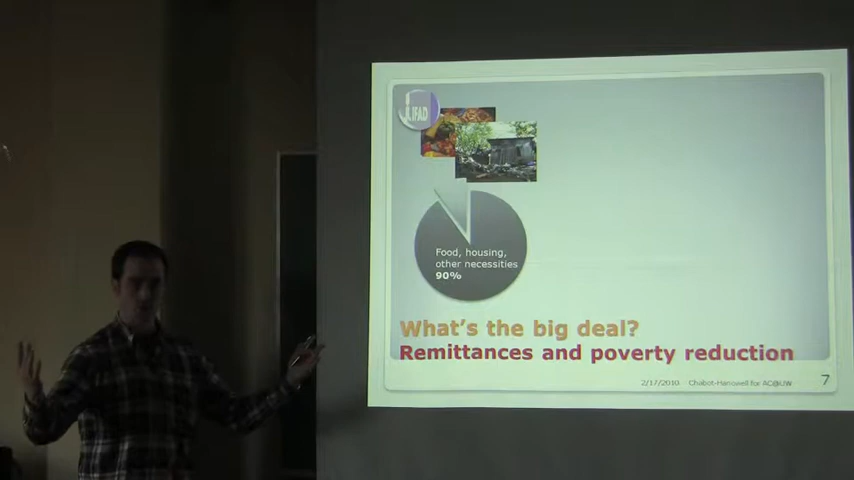 IFAD
Food, housing,
other necessities
90%
What's the big deal?
Remittances and poverty reduction
2/17/2010 Chabot-Hanowell for AC@UW 7